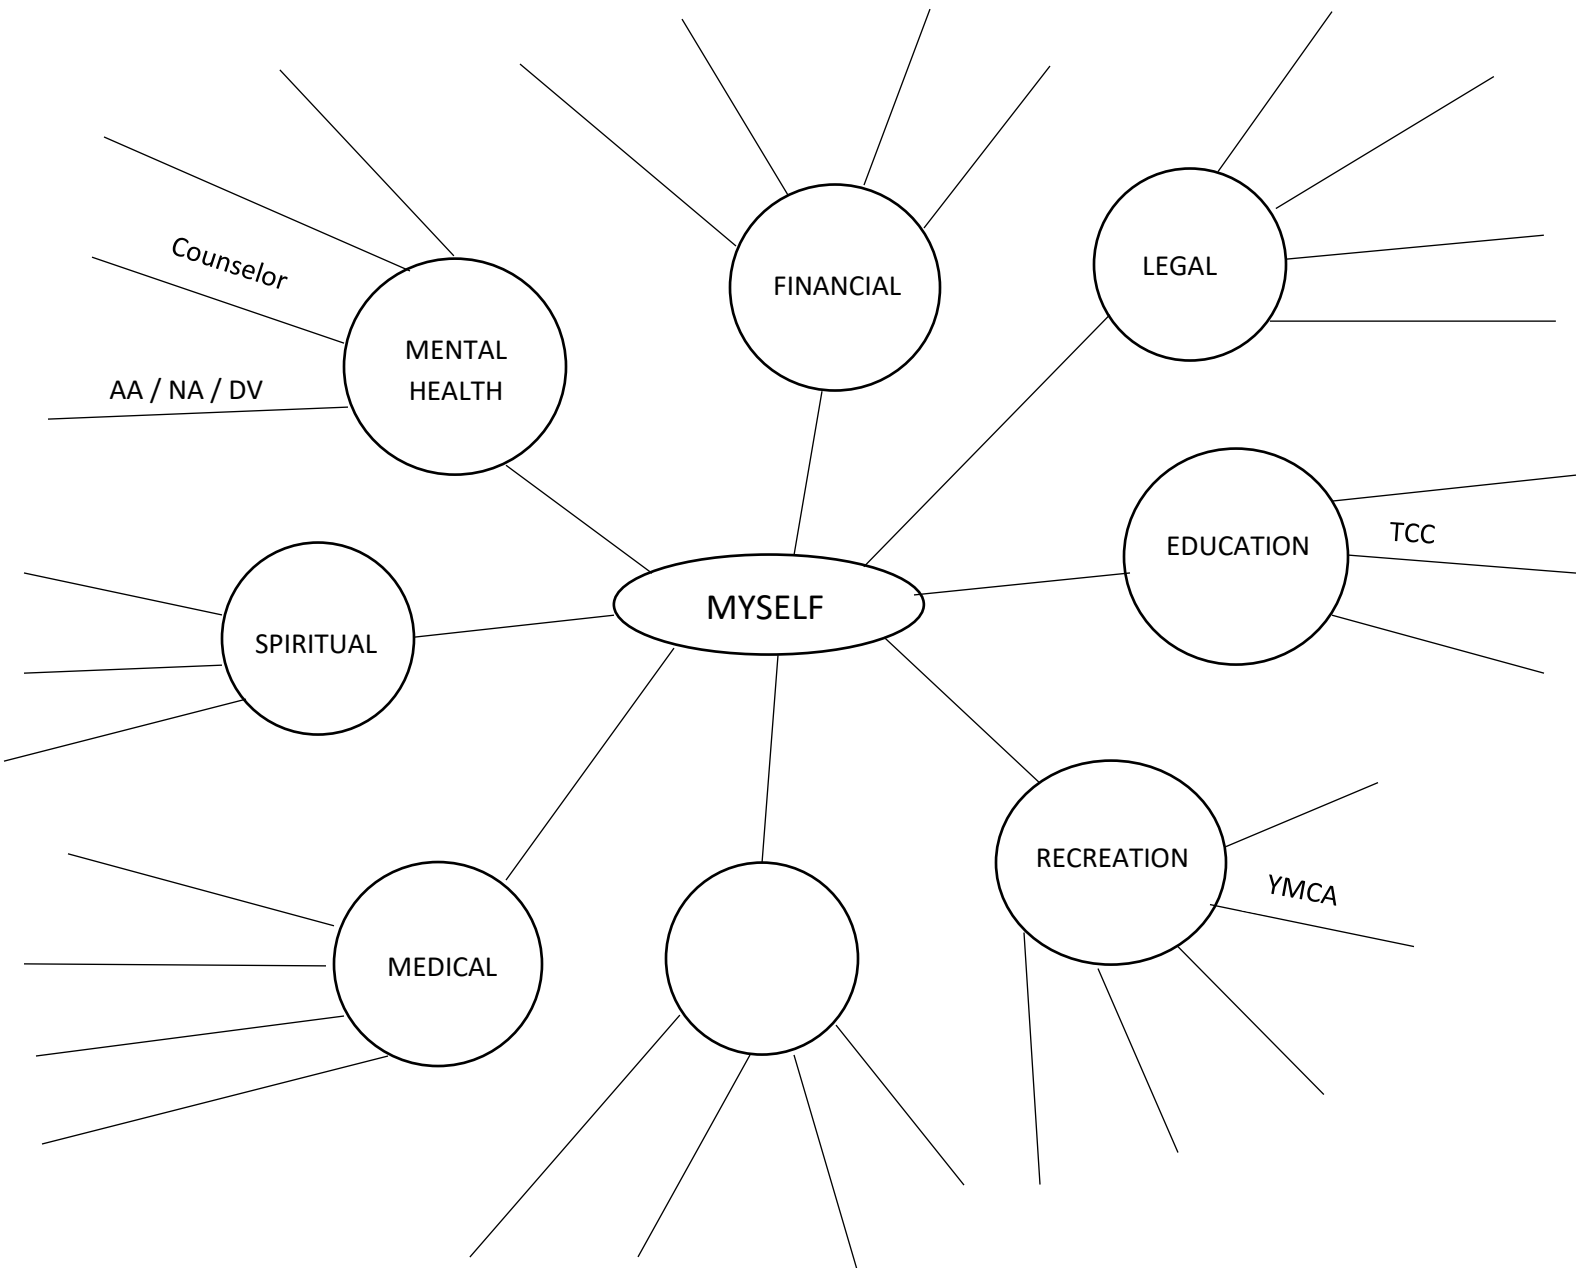 FINANCIAL
LEGAL
Counselor
MENTAL
HEALTH
AA / NA / DV
EDUCATION
TCC
MYSELF
SPIRITUAL
RECREATION
YMCA
MEDICAL